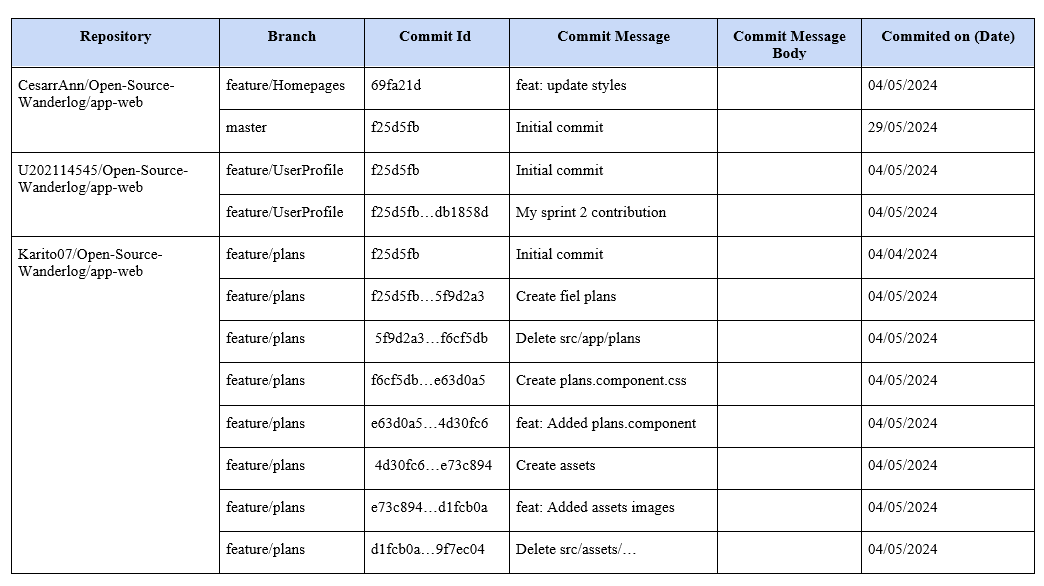 Repository Branch Commit Id Commit Message Commit Message Body Commited on (Date)
CesarrAnn/Open-Source-Wanderlog/app-web feature/Homepages 69fa21d feat: update styles 04/05/2024
master f25d5fb Initial commit 29/05/2024
U202114545/Open-Source-Wanderlog/app-web feature/UserProfile f25d5fb Initial commit 04/05/2024
feature/UserProfile f25d5fb…db1858d My sprint 2 contribution 04/05/2024
Karito07/Open-Source-Wanderlog/app-web feature/plans f25d5fb Initial commit 04/04/2024
feature/plans f25d5fb…5f9d2a3 Create fiel plans 04/05/2024
feature/plans 5f9d2a3…f6cf5db Delete src/app/plans 04/05/2024
feature/plans f6cf5db…e63d0a5 Create plans.component.css 04/05/2024
feature/plans e63d0a5…4d30fc6 feat: Added plans.component 04/05/2024
feature/plans 4d30fc6…e73c894 Create assets 04/05/2024
feature/plans e73c894…d1fcb0a feat: Added assets images 04/05/2024
feature/plans d1fcb0a…9f7ec04 Delete src/assets/… 04/05/2024